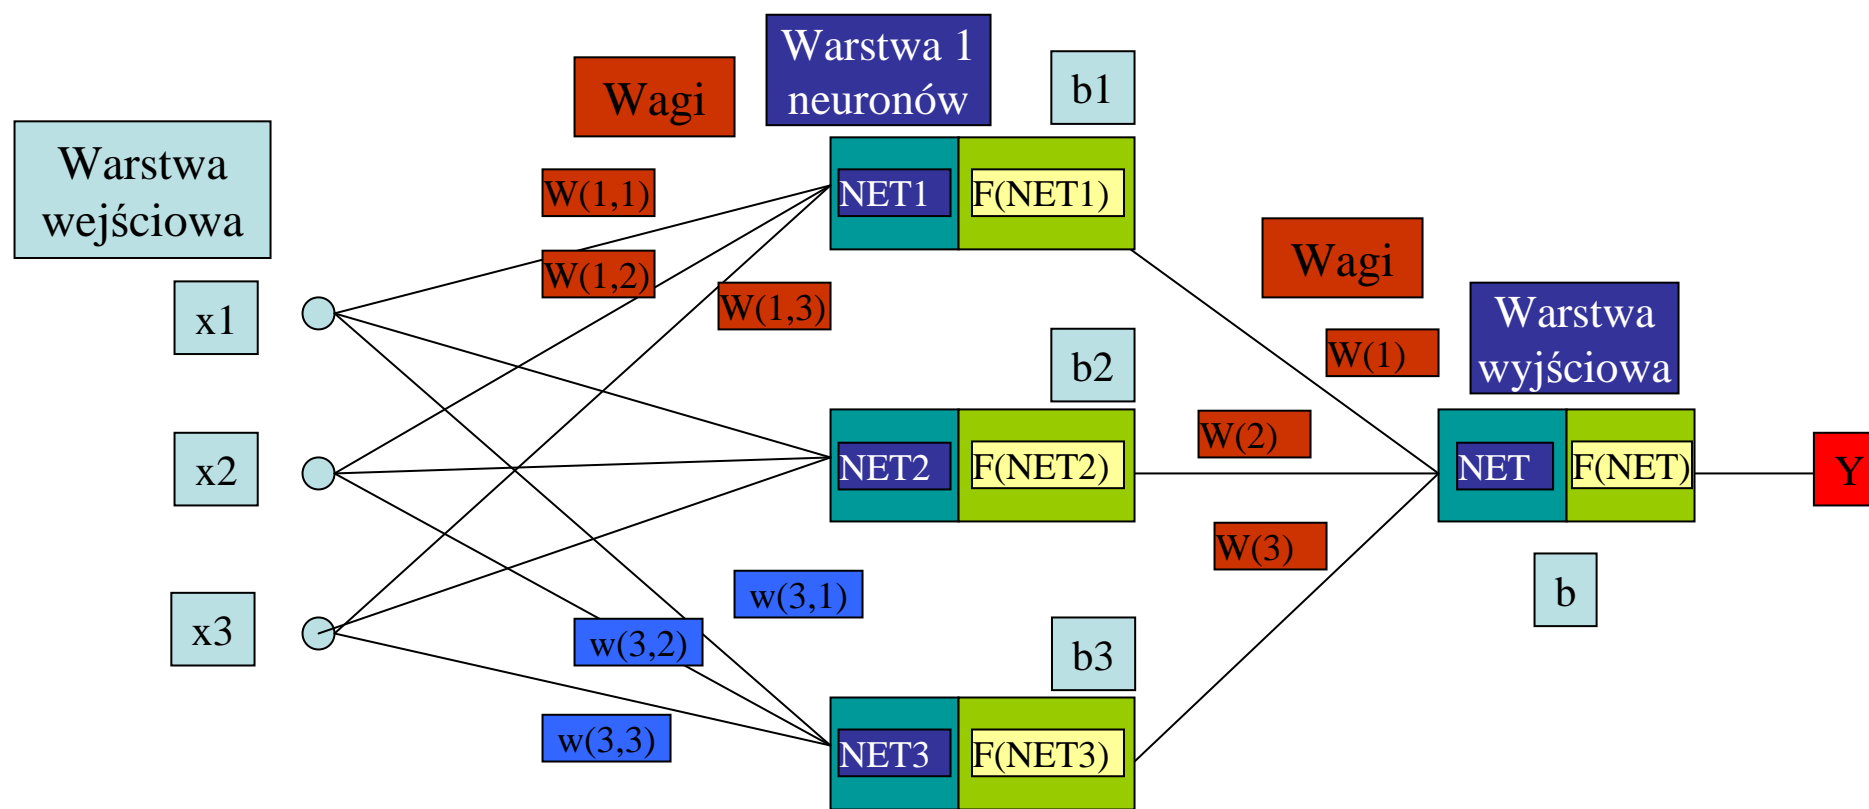 Warstwa
wejściowa
Wagi
Warstwa 1
neuronów
b1
W(1,1)
NET1
F(NET1)
W(1,2)
W(1,3)
x1
Wagi
W(1)
Warstwa
wyjściowa
b2
x2
NET2
F(NET2)
W(2)
NET
F(NET)
Y
W(3)
b
x3
w(3,1)
w(3,2)
b3
w(3,3)
NET3
F(NET3)